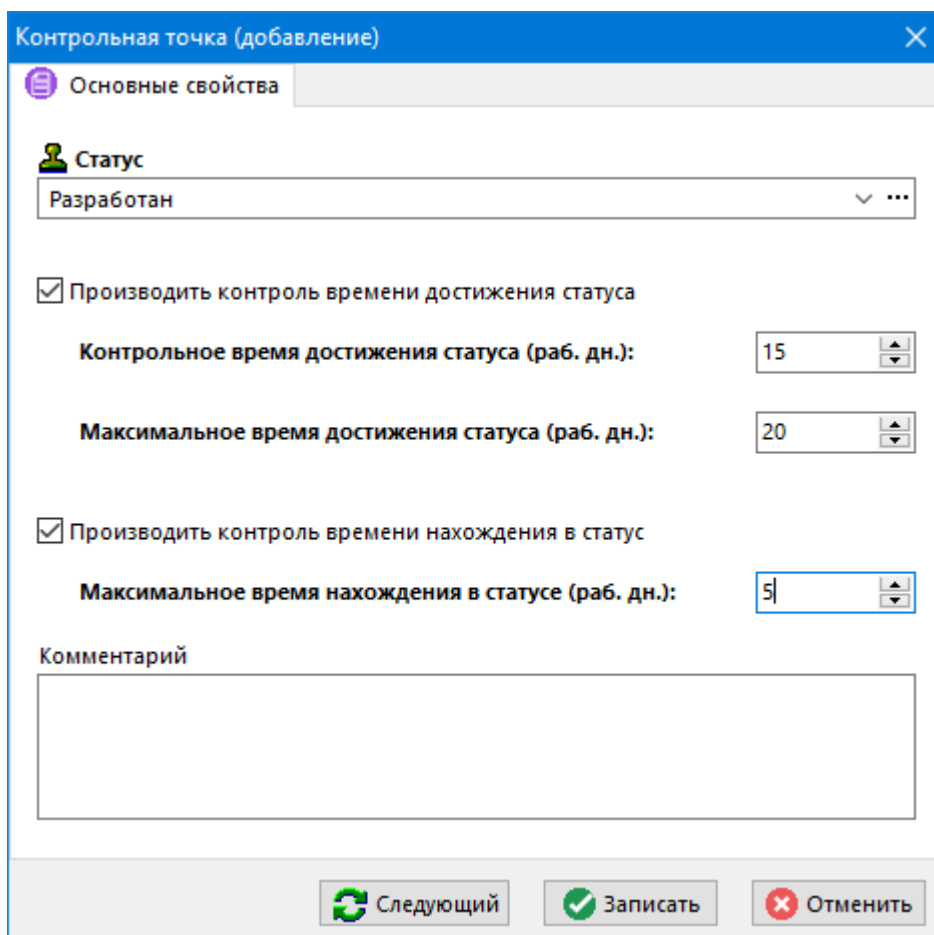 Контрольная точка (добавление)
Основные свойства
Статус
Разработан
Производить контроль времени достижения статуса
Контрольное время достижения статуса (раб. дн.): 15
Максимальное время достижения статуса (раб. дн.): 20
Производить контроль времени нахождения в статус
Максимальное время нахождения в статусе (раб. дн.): 5
Комментарий
Следующий Записать Отменить